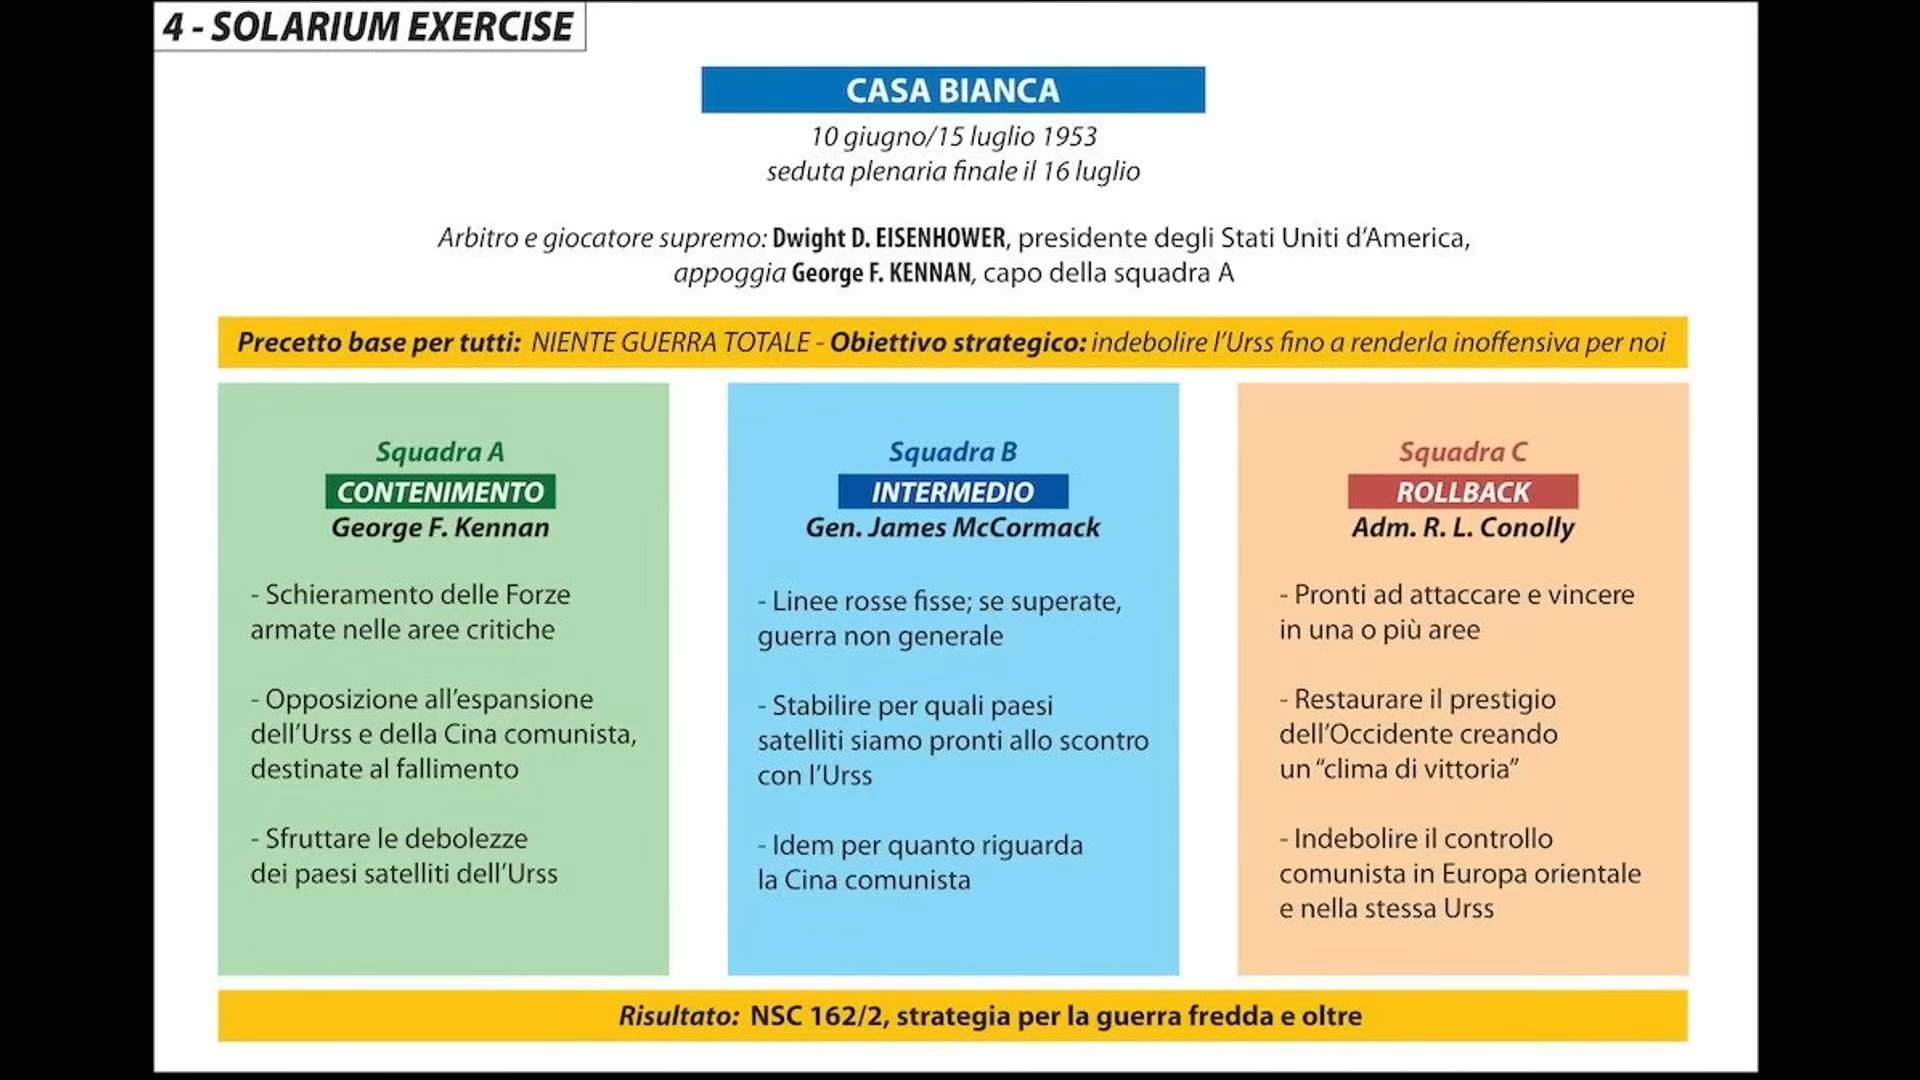 4 - SOLARIUM EXERCISE
CASA BIANCA
10 giugno/15 luglio 1953
seduta plenaria finale il 16 luglio
Arbitro e giocatore supremo: Dwight D. EISENHOWER, presidente degli Stati Uniti d’America,
appoggia George F. KENNAN, capo della squadra A
Precetto base per tutti: NIENTE GUERRA TOTALE - Obiettivo strategico: indebolire l’Urss fino a renderla inoffensiva per noi
Squadra A
CONTENIMENTO
George F. Kennan
- Schieramento delle Forze
armate nelle aree critiche
- Opposizione all’espansione
dell’Urss e della Cina comunista,
destinate al fallimento
- Sfruttare le debolezze
dei paesi satelliti dell’Urss
Squadra B
INTERMEDIO
Gen. James McCormack
- Linee rosse fisse; se superate,
guerra non generale
- Stabilire per quali paesi
satelliti siamo pronti allo scontro
con l’Urss
- Idem per quanto riguarda
la Cina comunista
Squadra C
ROLLBACK
Adm. R. L. Conolly
- Pronti ad attaccare e vincere
in una o più aree
- Restaurare il prestigio
dell’Occidente creando
un “clima di vittoria”
- Indebolire il controllo
comunista in Europa orientale
e nella stessa Urss
Risultato: NSC 162/2, strategia per la guerra fredda e oltre